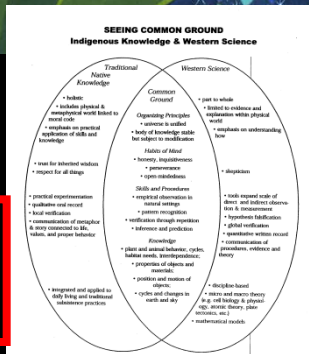 SEEING COMMON GROUND
Indigenous Knowledge & Western Science
Traditional
Native Knowledge
• holistic
• includes physical &
metaphysical world linked to
moral code
• emphasis on practical
application of skills and
knowledge
• trust for inherited wisdom
• respect for all things
• practical experimentation
• qualitative oral record
• local verification
• communication of metaphor
& story connected to life,
values, and proper behavior
• integrated and applied to
daily living and traditional
subsistence practices
Common
Ground
Organizing Principles
• universe is unified
• body of knowledge stable
but subject to modification
Habits of Mind
• honesty, inquisitiveness
• perseverance
• open-mindedness
Skills and Procedures
• empirical observation in
natural settings
• pattern recognition
• verification through repetition
• inference and prediction
Knowledge
• plant and animal behavior, cycles,
habitat needs, interdependence;
• properties of objects and
materials;
• position and motion of
objects;
• cycles and changes in
earth and sky
Western Science
• part to whole
• limited to evidence and
explanation within physical
world
• emphasis on understanding
how
• skepticism
• tools expand scale of
direct and indirect observa-
tion & measurement
• hypothesis falsification
• global verification
• quantitative written record
• communication of
procedures, evidence and
theory
• discipline-based
• micro and macro theory
(e.g. cell biology & physiol-
ogy, atomic theory, plate
tectonics, etc.)
• mathematical models